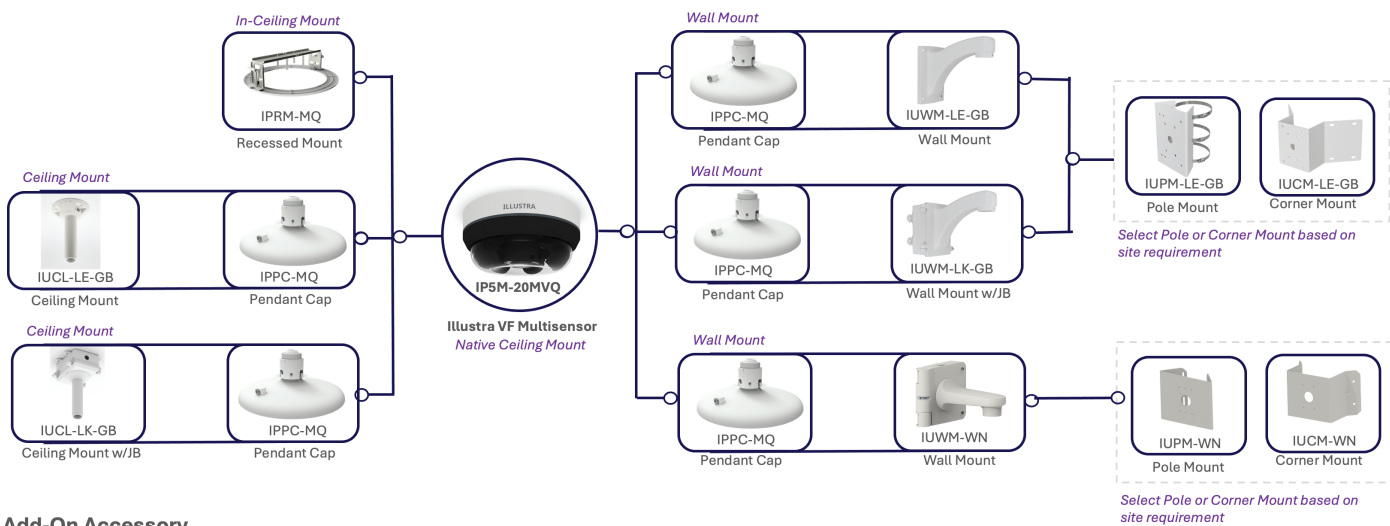 In-Ceiling Mount
IPRM-MQ
Recessed Mount
Ceiling Mount
IUCL-LE-GB
Ceiling Mount
IPPC-MQ
Pendant Cap
Ceiling Mount
IUCL-LK-GB
Ceiling Mount w/JB
IPPC-MQ
Pendant Cap
ILLUSTRA
IP5M-20MVQ
Illustra VF Multisensor
Native Ceiling Mount
Wall Mount
IPPC-MQ
Pendant Cap
IUWM-LE-GB
Wall Mount
Wall Mount
IPPC-MQ
Pendant Cap
IUWM-LK-GB
Wall Mount w/JB
Wall Mount
IPPC-MQ
Pendant Cap
IUWM-WN
Wall Mount
IUPM-LE-GB
Pole Mount
IUCM-LE-GB
Corner Mount
Select Pole or Corner Mount based on
site requirement
IUPM-WN
Pole Mount
IUCM-WN
Corner Mount
Select Pole or Corner Mount based on
site requirement
Add-On Accessory